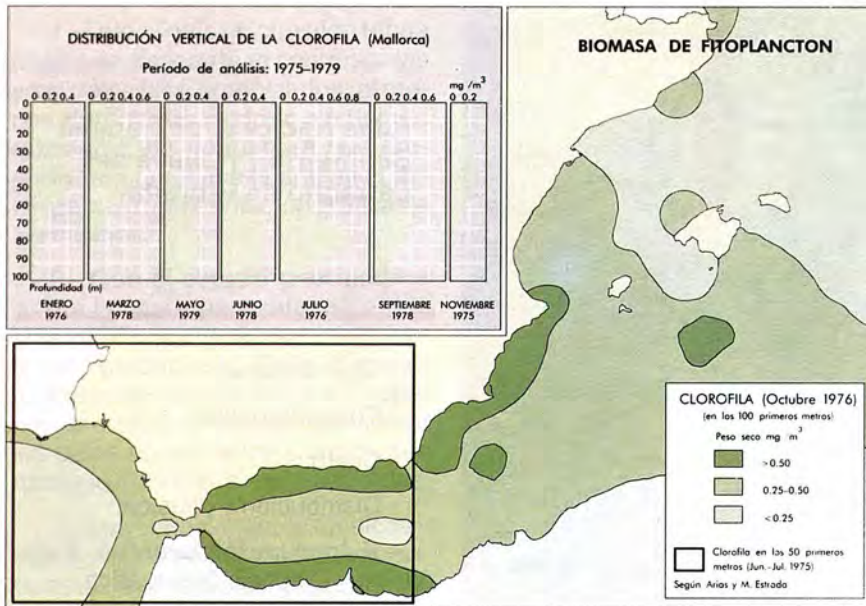 DISTRIBUCIÓN VERTICAL DE LA CLOROFILA (Mallorca)
Período de análisis: 1975–1979
mg /m³
0 0.2 0.4
0 0.2 0.4 0.6
0 0.2 0.4
0 0.2 0.4
0 0.2 0.4 0.6 0.8
0 0.2 0.4 0.6
0 0.2
0
10
20
30
40
50
60
70
80
90
100
Profundidad (m)
ENERO
1976
MARZO
1978
MAYO
1979
JUNIO
1978
JULIO
1976
SEPTIEMBRE
1978
NOVIEMBRE
1975
BIOMASA DE FITOPLANCTON
CLOROFILA (Octubre 1976)
(en los 100 primeros metros)
Peso seco mg m³
>0.50
0.25–0.50
<0.25
Clorofila en los 50 primeros
metros (Jun.-Jul. 1975)
Según Arias y M. Estrada